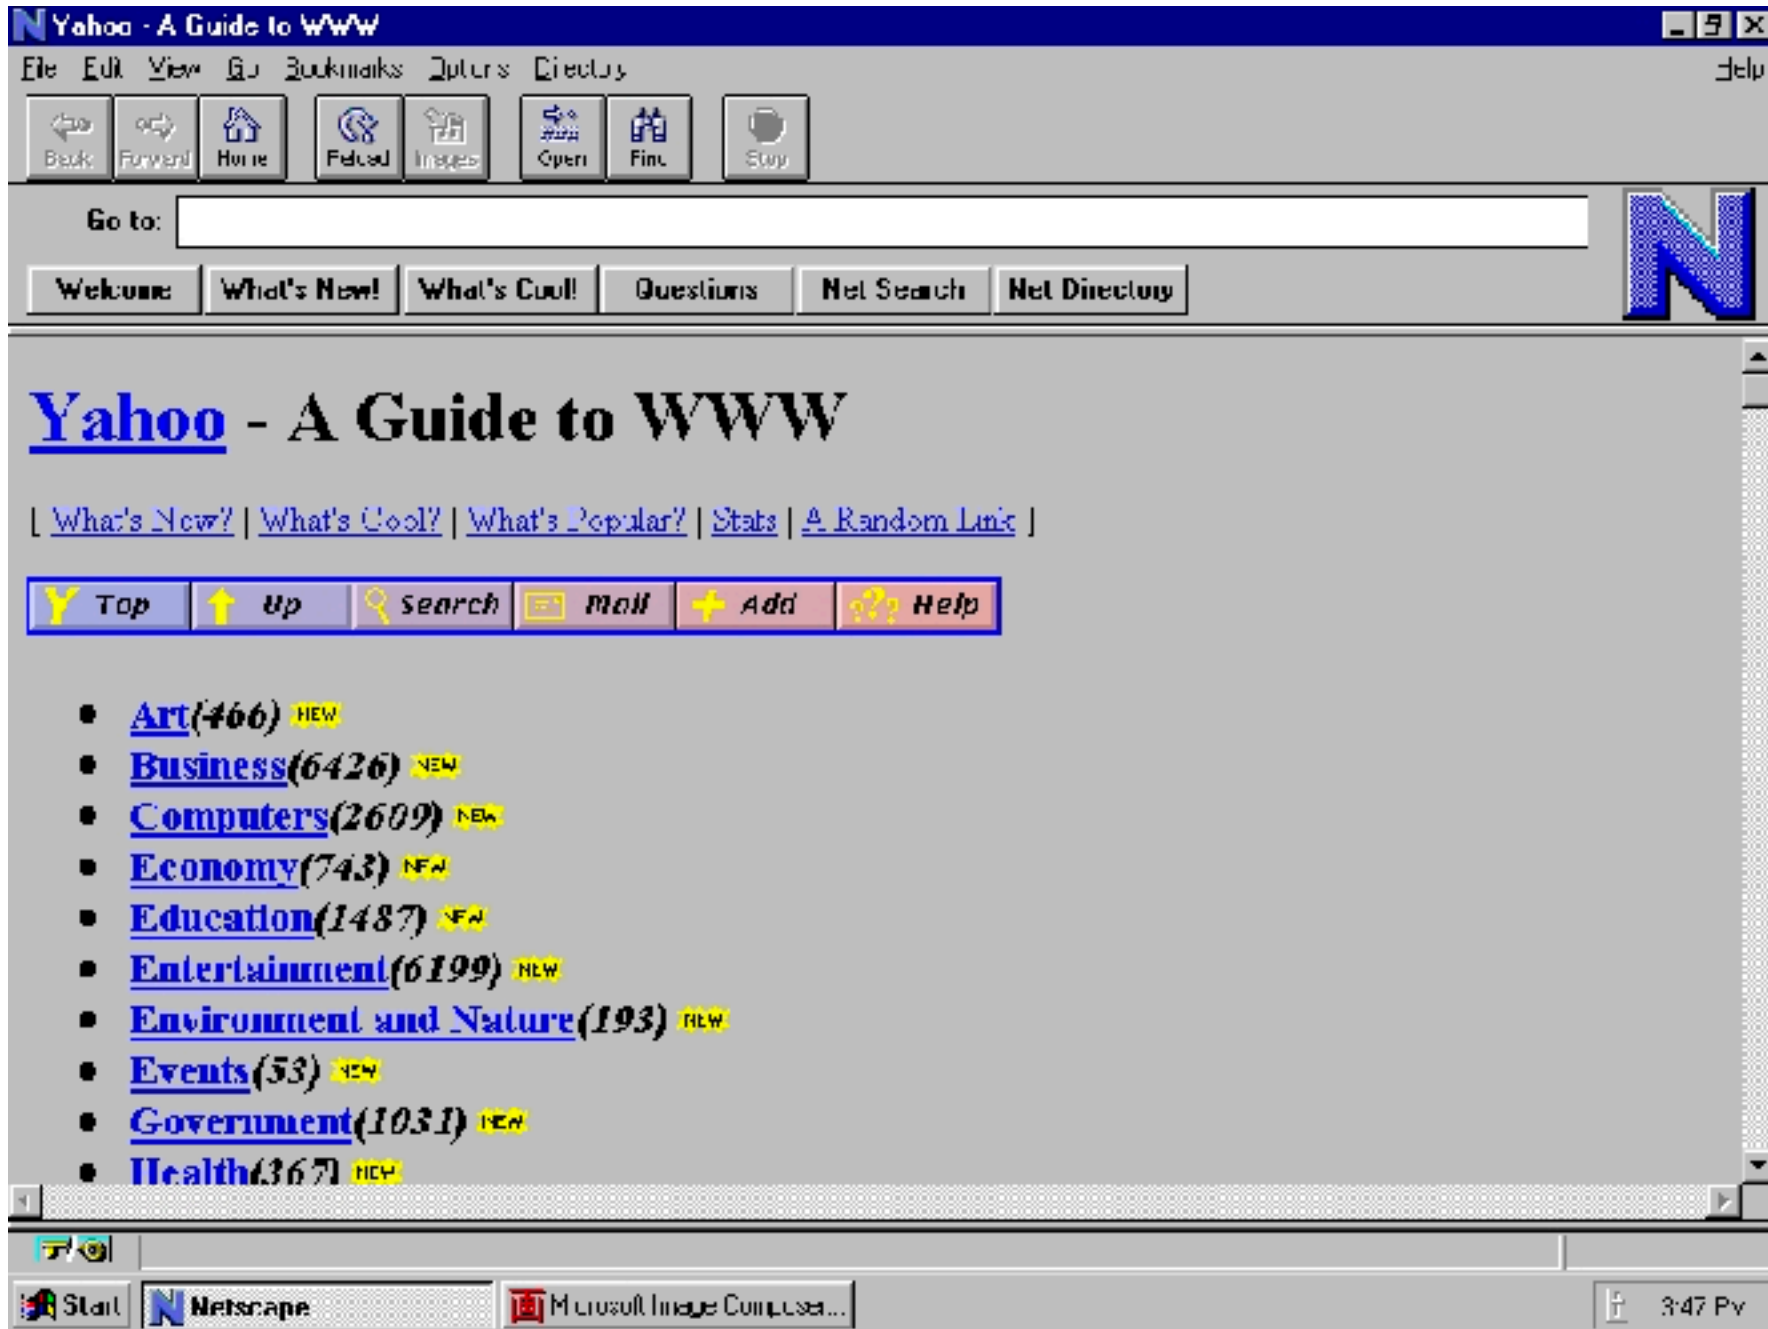 Yahoo - A Guide to WWW
File Edit View Go Bookmarks Options Directory Help
Back Forward Home Reload Images Open Find Stop
Go to:
Welcome What's New! What's Cool! Questions Net Search Net Directory
Yahoo - A Guide to WWW
[ What's New? | What's Cool? | What's Popular? | Stats | A Random Link ]
Top Up Search Mail Add Help
Art(466) NEW
Business(6426) NEW
Computers(2609) NEW
Economy(743) NEW
Education(1487) NEW
Entertainment(6199) NEW
Environment and Nature(193) NEW
Events(53) NEW
Government(1031) NEW
Health(367) NEW
Start Netscape Microsoft Image Composer... 3:47 PM